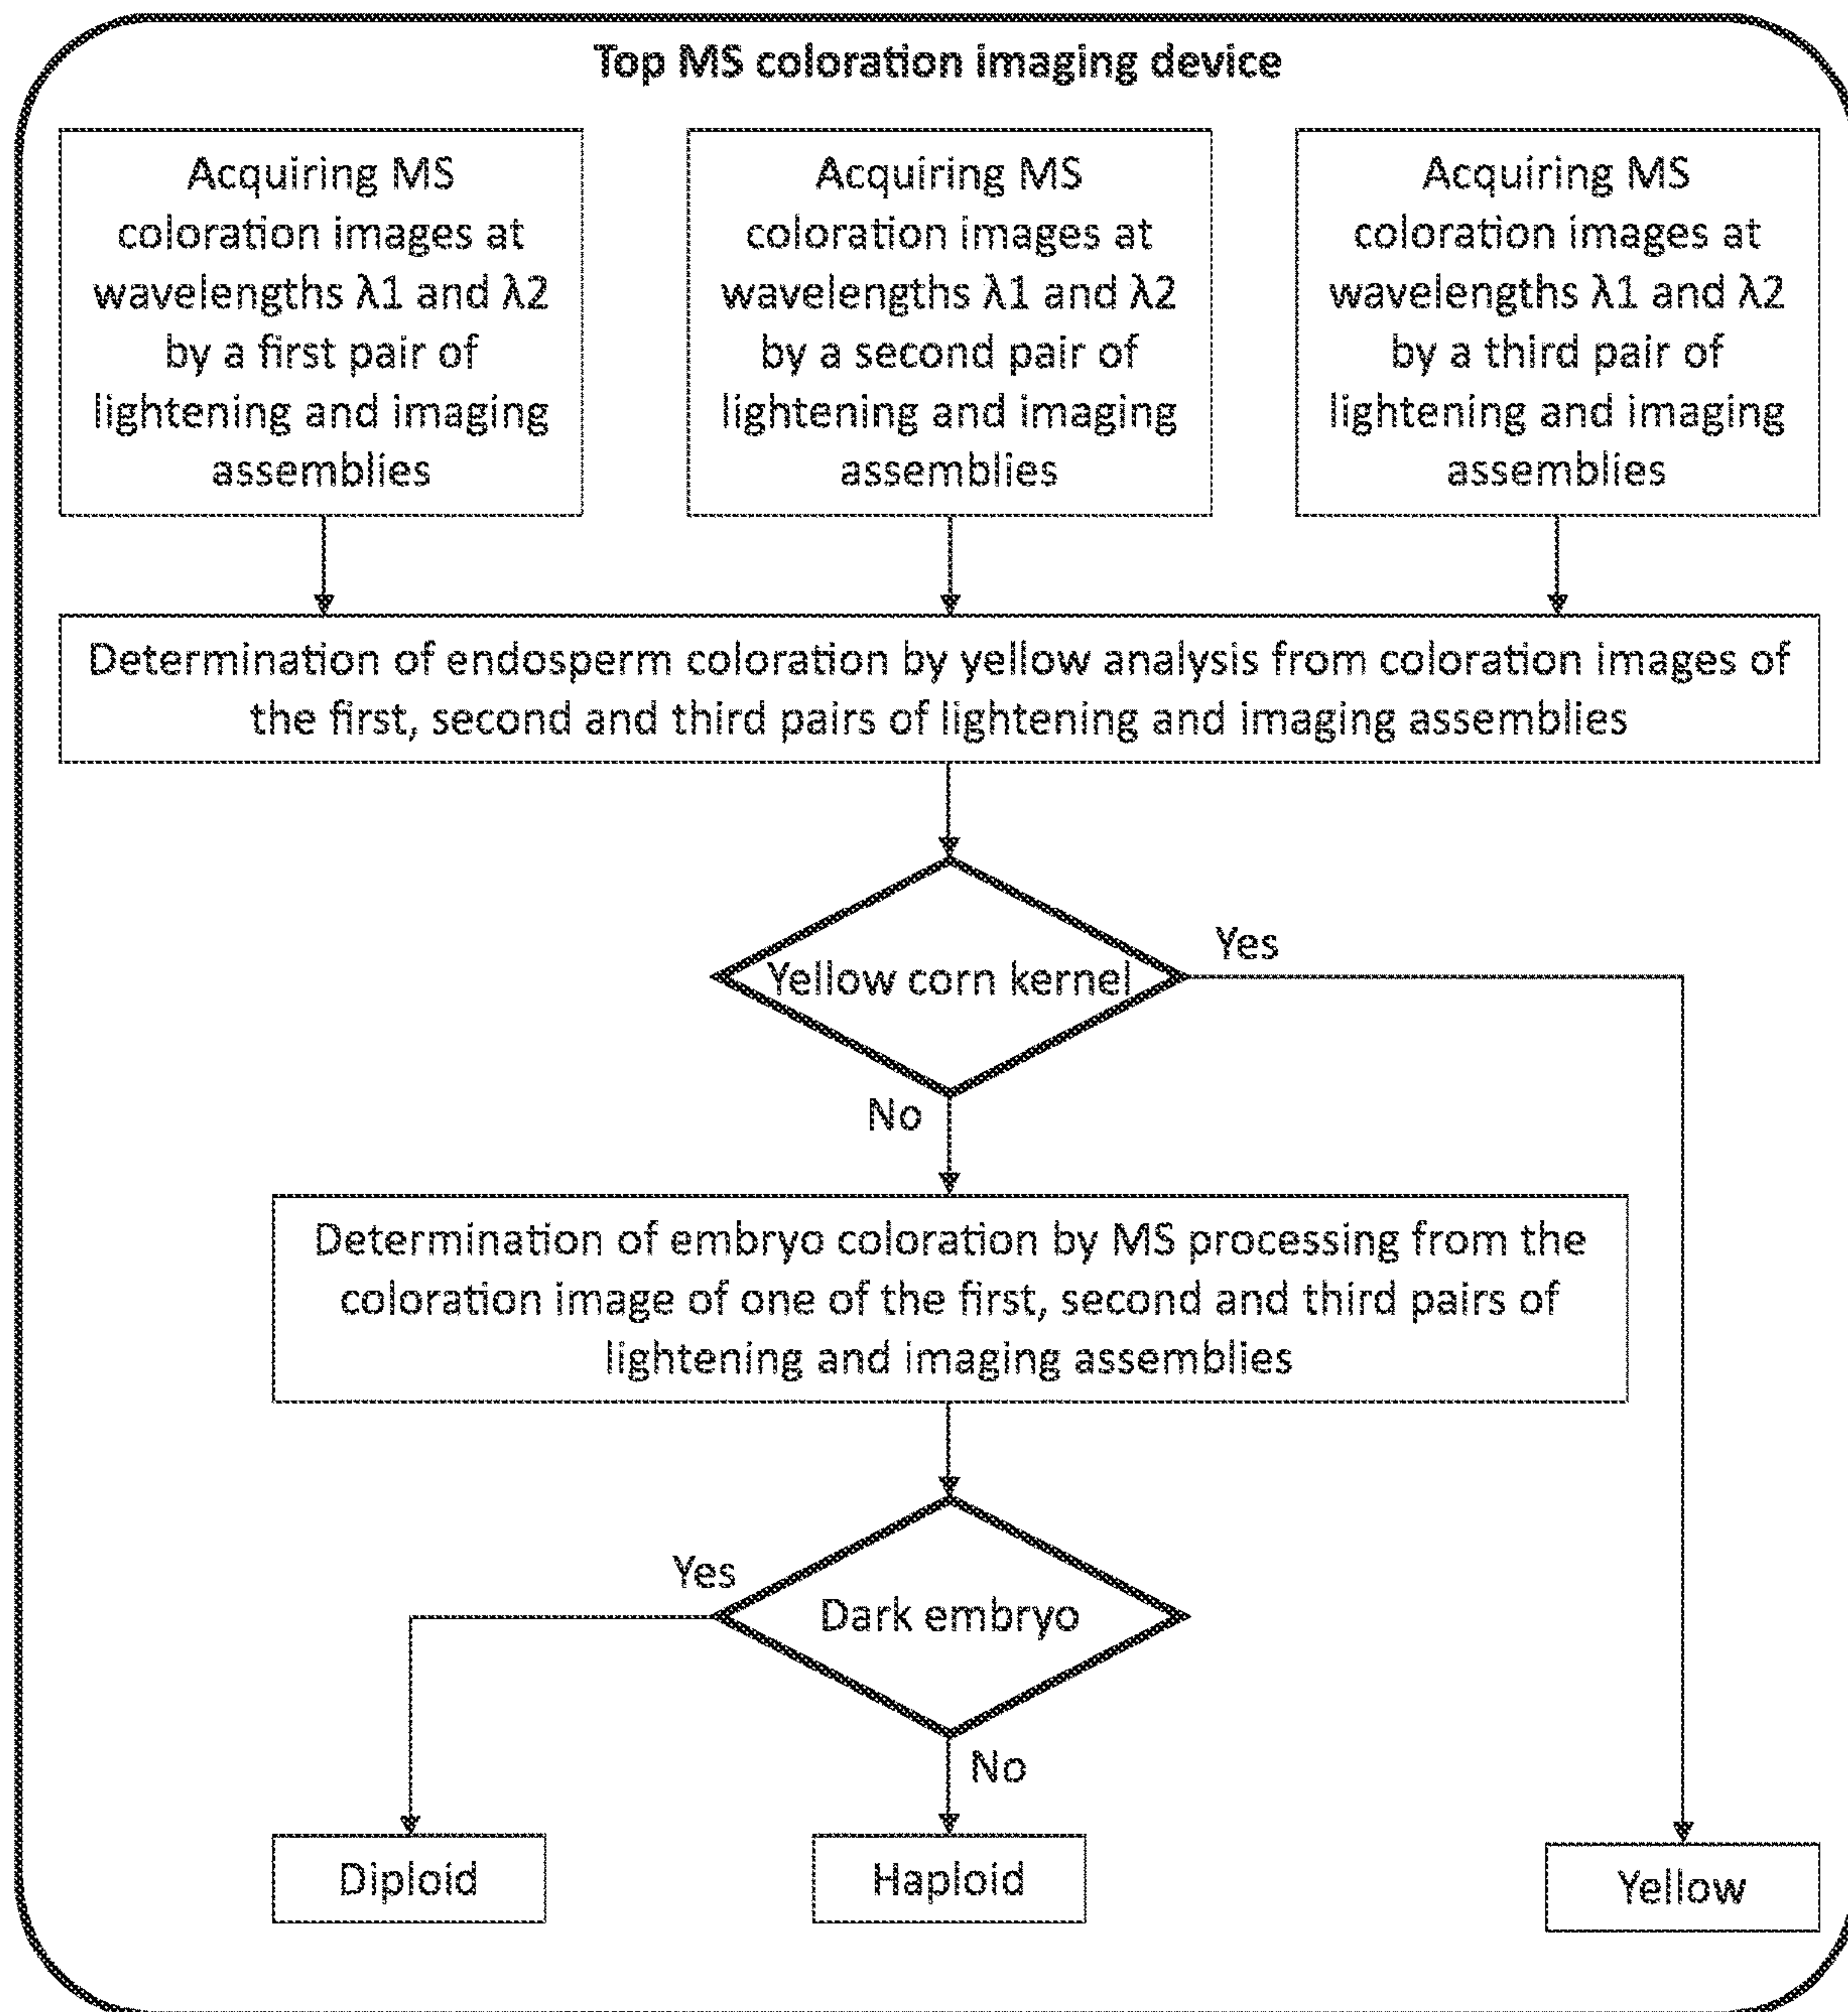 Top MS coloration imaging device
Acquiring MS
coloration images at
wavelengths λ1 and λ2
by a first pair of
lightening and imaging
assemblies
Acquiring MS
coloration images at
wavelengths λ1 and λ2
by a second pair of
lightening and imaging
assemblies
Acquiring MS
coloration images at
wavelengths λ1 and λ2
by a third pair of
lightening and imaging
assemblies
Determination of endosperm coloration by yellow analysis from coloration images of
the first, second and third pairs of lightening and imaging assemblies
Yes
Yellow corn kernel
No
Determination of embryo coloration by MS processing from the
coloration image of one of the first, second and third pairs of
lightening and imaging assemblies
Yes
Dark embryo
No
Diploid
Haploid
Yellow